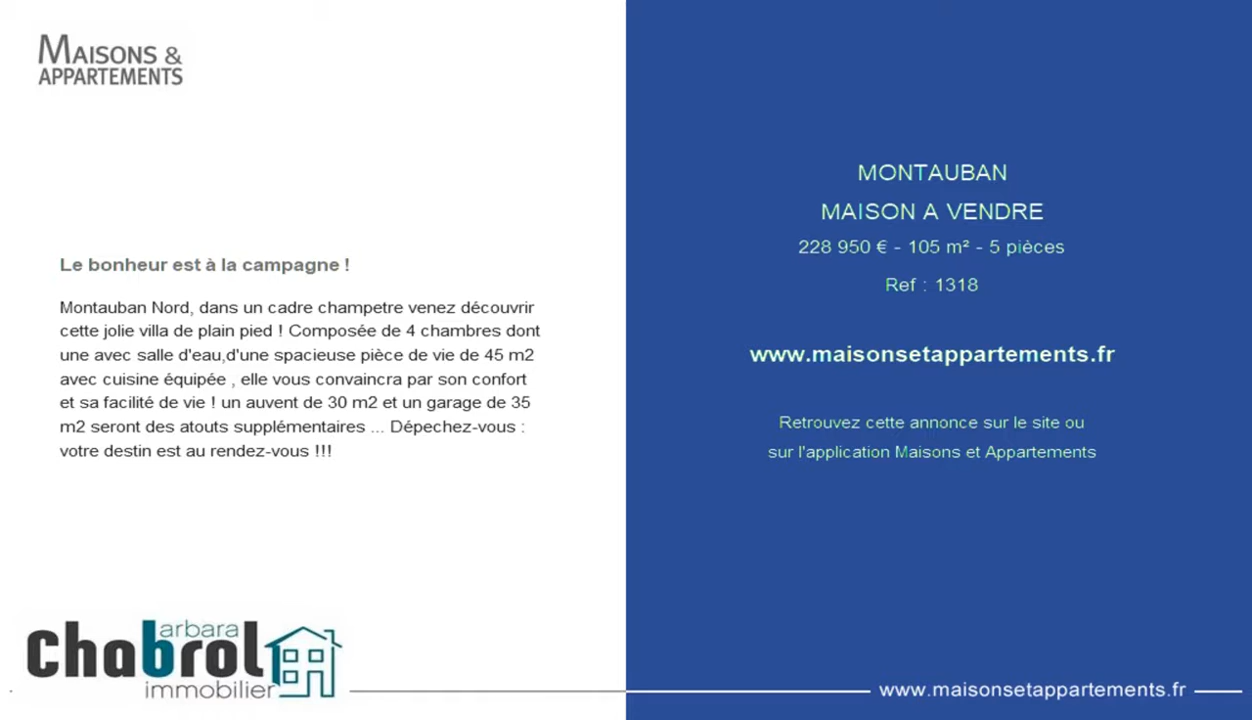 MAISONS &
APPARTEMENTS
Le bonheur est à la campagne !
Montauban Nord, dans un cadre champetre venez découvrir
cette jolie villa de plain pied ! Composée de 4 chambres dont
une avec salle d'eau,d'une spacieuse pièce de vie de 45 m2
avec cuisine équipée , elle vous convaincra par son confort
et sa facilité de vie ! un auvent de 30 m2 et un garage de 35
m2 seront des atouts supplémentaires ... Dépechez-vous :
votre destin est au rendez-vous !!!
arbara
Chabrol
immobilier
MONTAUBAN
MAISON A VENDRE
228 950 € - 105 m² - 5 pièces
Ref : 1318
www.maisonsetappartements.fr
Retrouvez cette annonce sur le site ou
sur l'application Maisons et Appartements
www.maisonsetappartements.fr